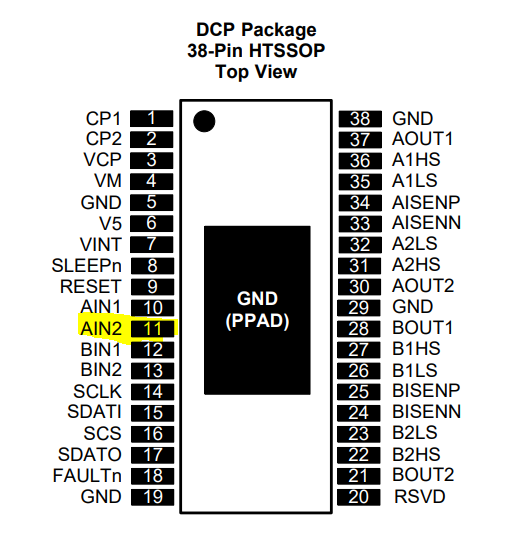 DCP Package
38-Pin HTSSOP
Top View
CP1 1 38 GND
CP2 2 37 AOUT1
VCP 3 36 A1HS
VM 4 35 A1LS
GND 5 34 AISENP
V5 6 33 AISENN
VINT 7 32 A2LS
SLEEPn 8 31 A2HS
RESET 9 30 AOUT2
AIN1 10 29 GND
AIN2 11 28 BOUT1
BIN1 12 27 B1HS
BIN2 13 26 B1LS
SCLK 14 25 BISENP
SDATI 15 24 BISENN
SCS 16 23 B2LS
SDATO 17 22 B2HS
FAULTn 18 21 BOUT2
GND 19 20 RSVD
GND
(PPAD)